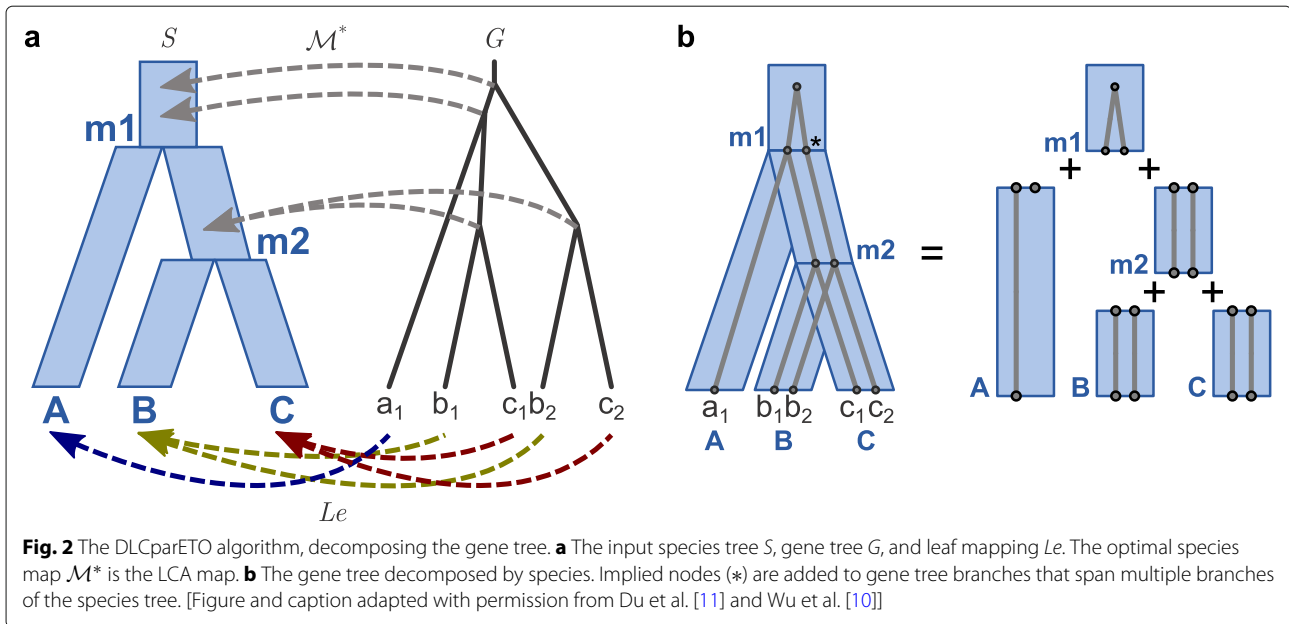 a
S
M*
G
m1
m2
A
B
C
a1
b1
c1
b2
c2
Le
b
m1
*
m2
a1
b1
b2
c1
c2
A
B
C
=
m1
+
+
m2
+
+
A
B
C
Fig. 2 The DLCparETO algorithm, decomposing the gene tree. a The input species tree S, gene tree G, and leaf mapping Le. The optimal species
map M* is the LCA map. b The gene tree decomposed by species. Implied nodes (*) are added to gene tree branches that span multiple branches
of the species tree. [Figure and caption adapted with permission from Du et al. [11] and Wu et al. [10]]